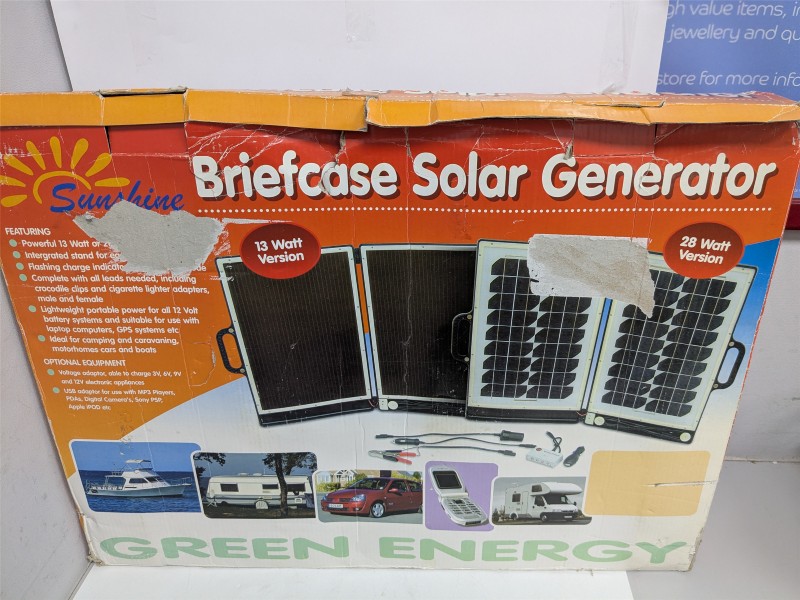 gh value items, in
jewellery and qu
store for more info
Sunshine
Briefcase Solar Generator
FEATURING
Powerful 13 Watt or 2
Intergrated stand for
Flashing charge indicator
Complete with all leads needed, including
crocodile clips and cigarette lighter adapters,
male and female
Lightweight portable power for all 12 Volt
battery systems and suitable for use with
laptop computers, GPS systems etc
Ideal for camping and caravaning,
motorhomes cars and boats
OPTIONAL EQUIPMENT
Voltage adaptor, able to charge 3V, 6V, 9V
and 12V electronic appliances
USB adaptor for use with MP3 Players,
PDAs, Digital Camera's, Sony PSP,
Apple iPOD etc
13 Watt
Version
28 Watt
Version
GREEN ENERGY